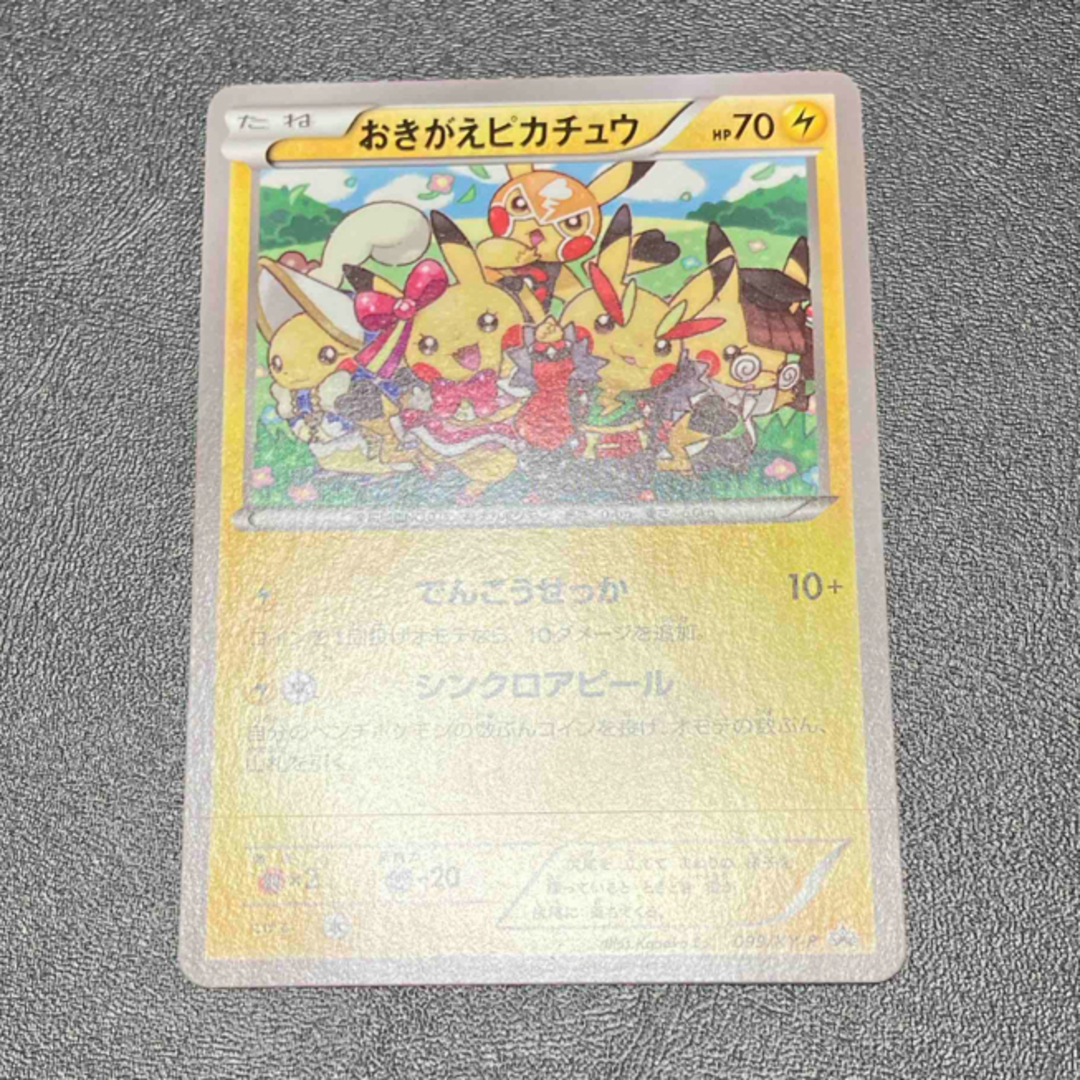 たね おきがえピカチュウ HP70
でんこうせっか 10+
コインを1回投げオモテなら、10ダメージを追加。
シンクロアピール
自分のベンチポケモンの数ぶんコインを投げ、オモテの数ぶん、
山札を引く。
×2 -20
にげる
099/XY-P